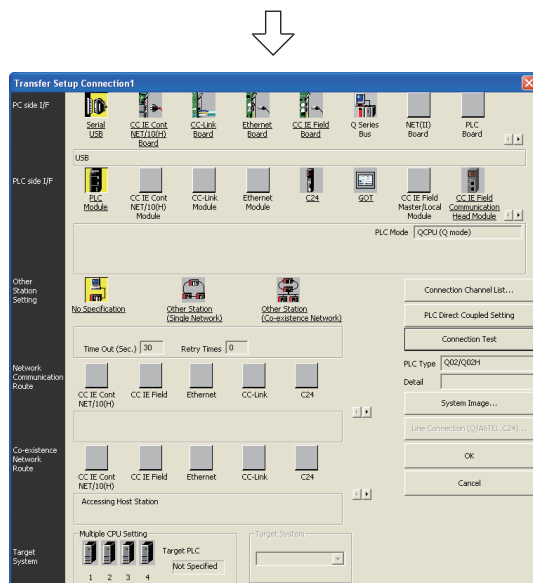 Transfer Setup Connection1
PC side I/F
Serial
USB
CC IE Cont
NET/10(H)
Board
CC-Link
Board
Ethernet
Board
CC IE Field
Board
Q Series
Bus
NET(II)
Board
PLC
Board
USB
PLC side I/F
PLC
Module
CC IE Cont
NET/10(H)
Module
CC-Link
Module
Ethernet
Module
C24
GOT
CC IE Field
Master/Local
Module
CC IE Field
Communication
Head Module
PLC Mode QCPU (Q mode)
Other
Station
Setting
No Specification
Other Station
(Single Network)
Other Station
(Co-existence Network)
Time Out (Sec.) 30 Retry Times 0
Connection Channel List...
PLC Direct Coupled Setting
Connection Test
PLC Type Q02/Q02H
Detail
System Image...
Line Connection (Q/A6TEL,C24)...
OK
Cancel
Network
Communication
Route
CC IE Cont
NET/10(H)
CC IE Field
Ethernet
CC-Link
C24
Co-existence
Network
Route
CC IE Cont
NET/10(H)
CC IE Field
Ethernet
CC-Link
C24
Accessing Host Station
Target
System
Multiple CPU Setting
1 2 3 4
Target PLC
Not Specified
Target System